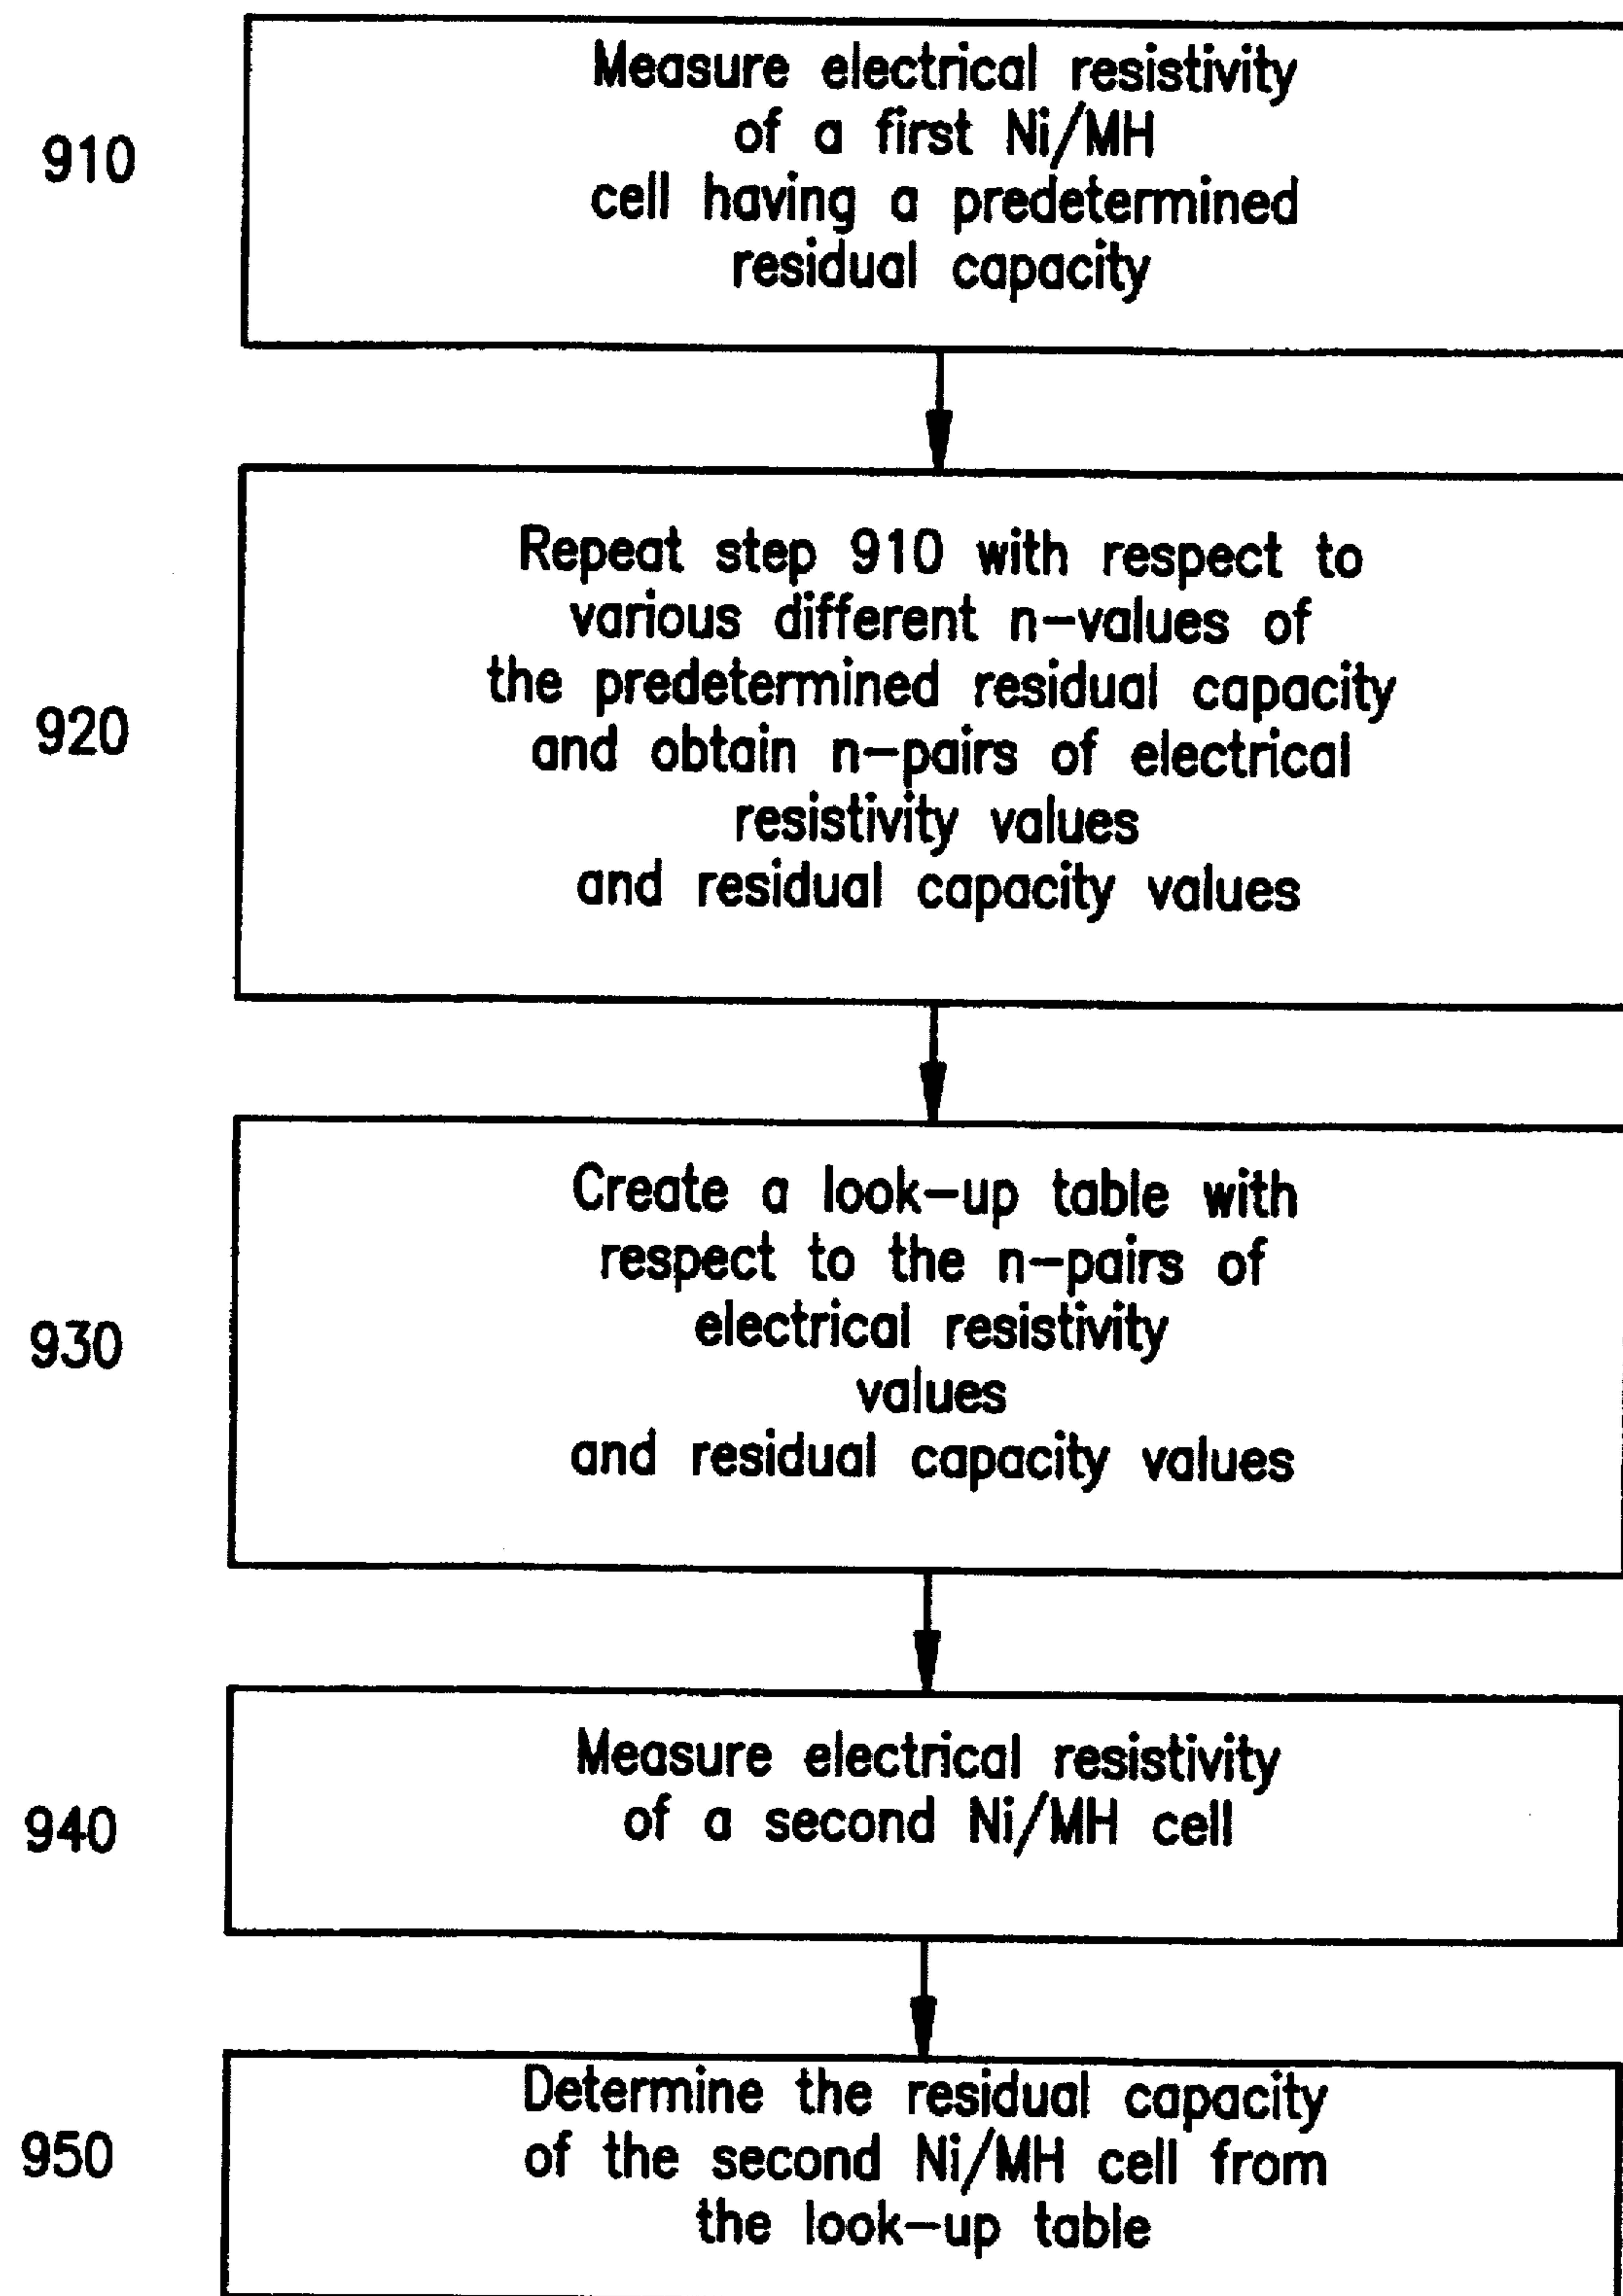 910
Measure electrical resistivity
of a first Ni/MH
cell having a predetermined
residual capacity
920
Repeat step 910 with respect to
various different n-values of
the predetermined residual capacity
and obtain n-pairs of electrical
resistivity values
and residual capacity values
930
Create a look-up table with
respect to the n-pairs of
electrical resistivity
values
and residual capacity values
940
Measure electrical resistivity
of a second Ni/MH cell
950
Determine the residual capacity
of the second Ni/MH cell from
the look-up table